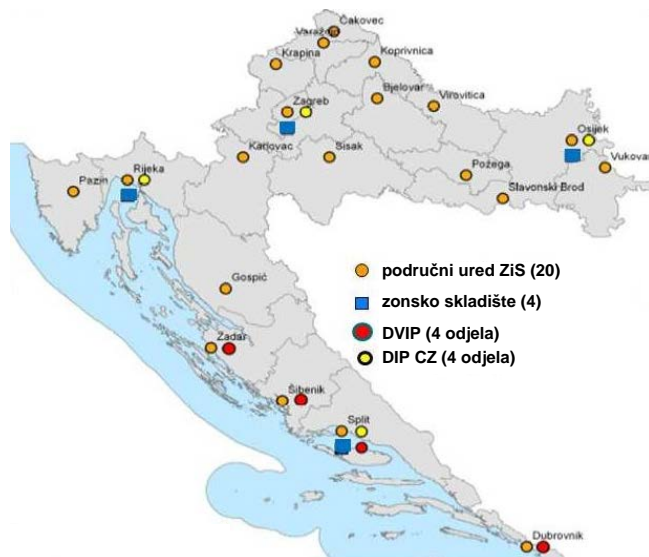 Čakovec
Varaždin
Krapina
Koprivnica
Bjelovar
Virovitica
Zagreb
Osijek
Vukovar
Karlovac
Sisak
Požega
Slavonski Brod
Rijeka
Pazin
Gospić
područni ured ZiS (20)
zonsko skladište (4)
DVIP (4 odjela)
DIP CZ (4 odjela)
Zadar
Šibenik
Split
Dubrovnik